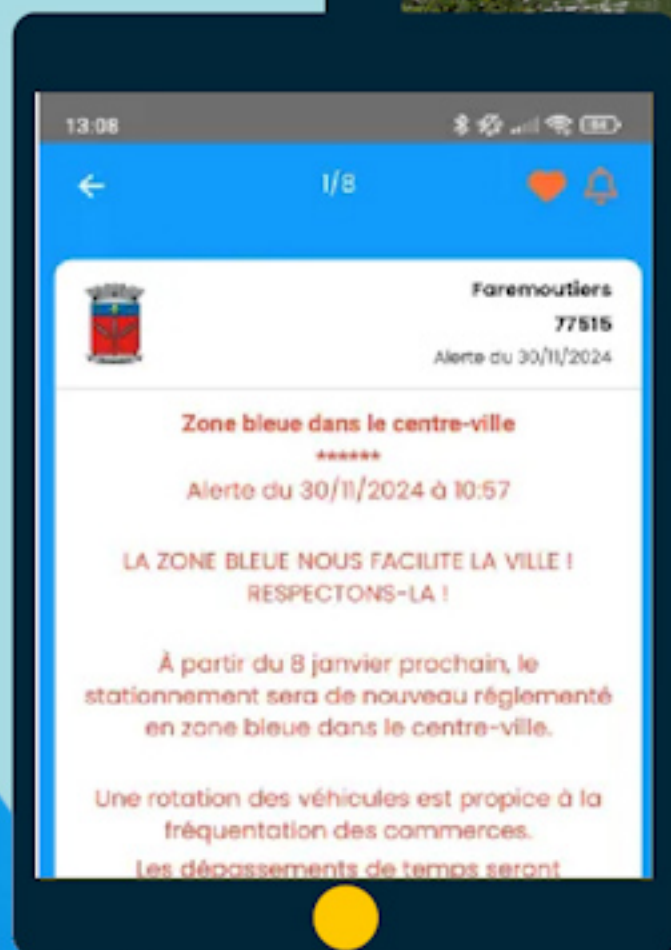 13:08
1/8
Faremoutiers
77515
Alerte du 30/11/2024
Zone bleue dans le centre-ville
******
Alerte du 30/11/2024 à 10:57
LA ZONE BLEUE NOUS FACILITE LA VILLE !
RESPECTONS-LA !
À partir du 8 janvier prochain, le
stationnement sera de nouveau réglementé
en zone bleue dans le centre-ville.
Une rotation des véhicules est propice à la
fréquentation des commerces.
Les dépassements de temps seront